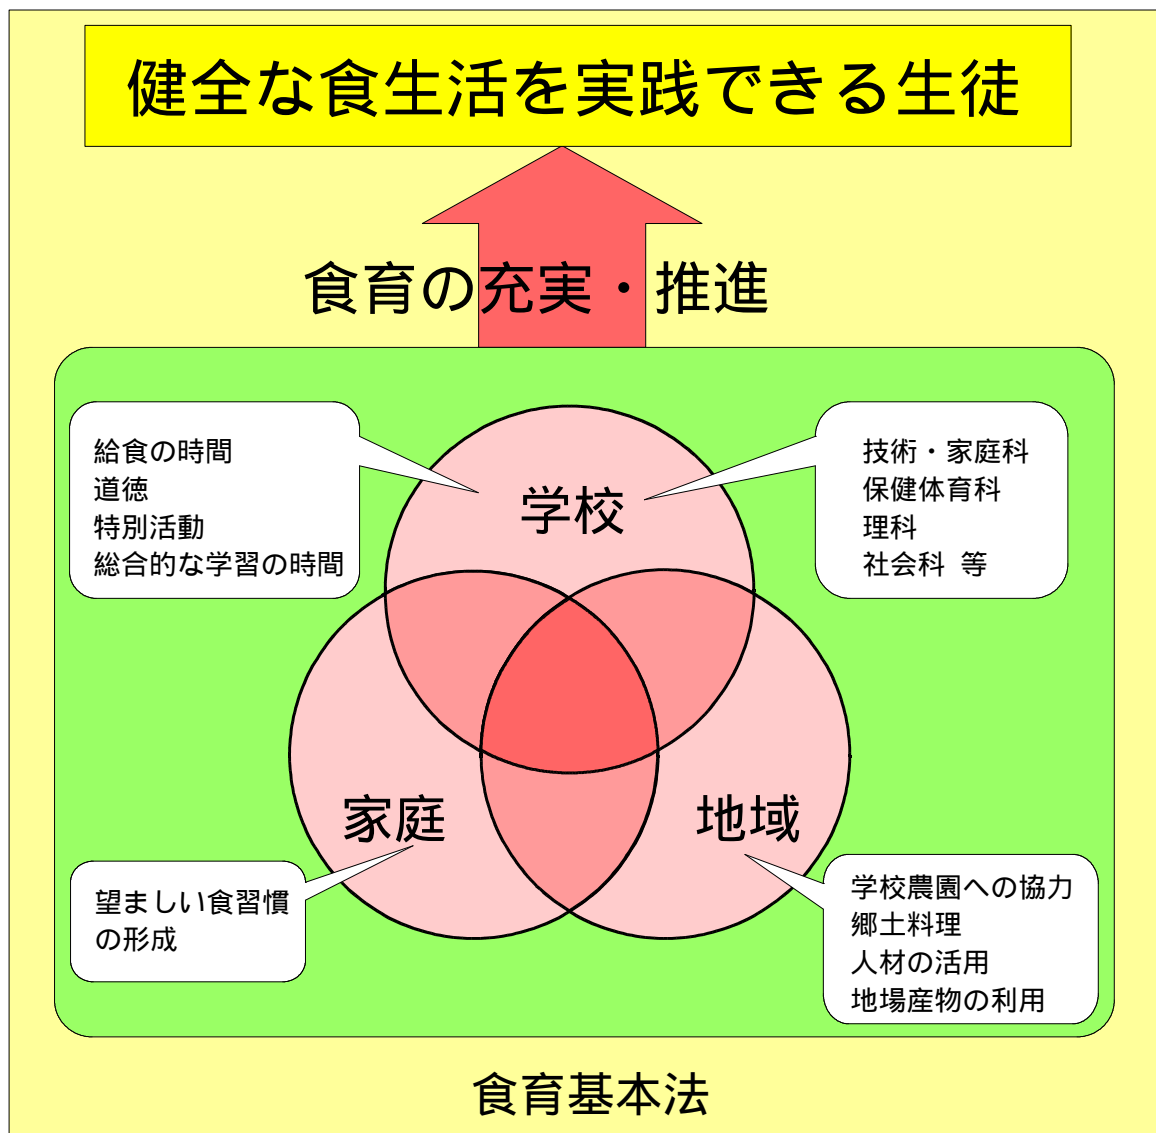 健全な食生活を実践できる生徒
食育の充実・推進
給食の時間
道徳
特別活動
総合的な学習の時間
技術・家庭科
保健体育科
理科
社会科 等
学校
家庭
地域
望ましい食習慣
の形成
学校農園への協力
郷土料理
人材の活用
地場産物の利用
食育基本法